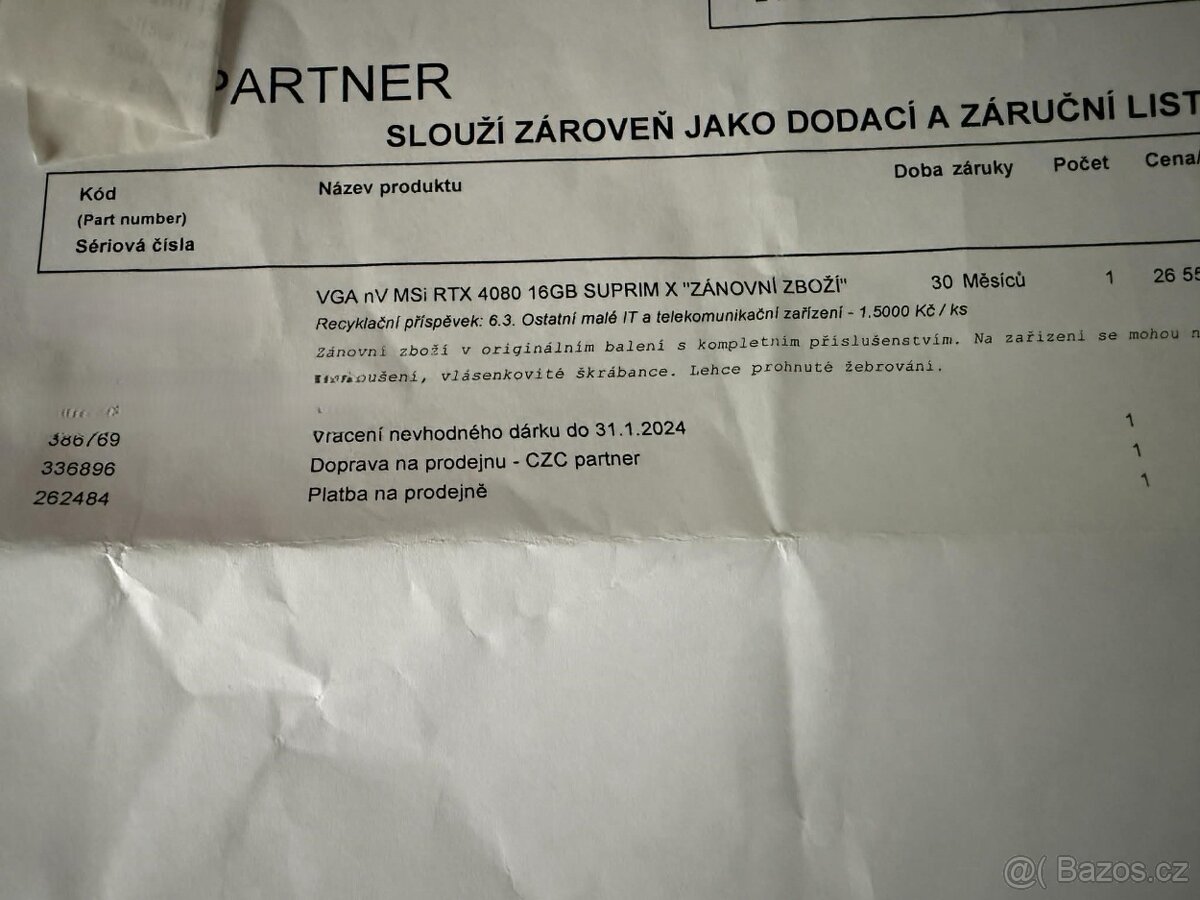 PARTNER
SLOUŽÍ ZÁROVEŇ JAKO DODACÍ A ZÁRUČNÍ LIST
Kód Název produktu Doba záruky Počet Cena/
(Part number)
Sériová čísla
VGA nV MSi RTX 4080 16GB SUPRIM X "ZÁNOVNÍ ZBOŽÍ" 30 Měsíců 1 26 55
Recyklační příspěvek: 6.3. Ostatní malé IT a telekomunikační zařízení - 1.5000 Kč / ks
Zánovní zboží v originálním balení s kompletním příslušenstvím. Na zařízení se mohou n
vlásenkovité škrábance. Lehce prohnuté žebrování.
386769 Vracení nevhodného dárku do 31.1.2024 1
336896 Doprava na prodejnu - CZC partner 1
262484 Platba na prodejně 1
@( Bazos.cz